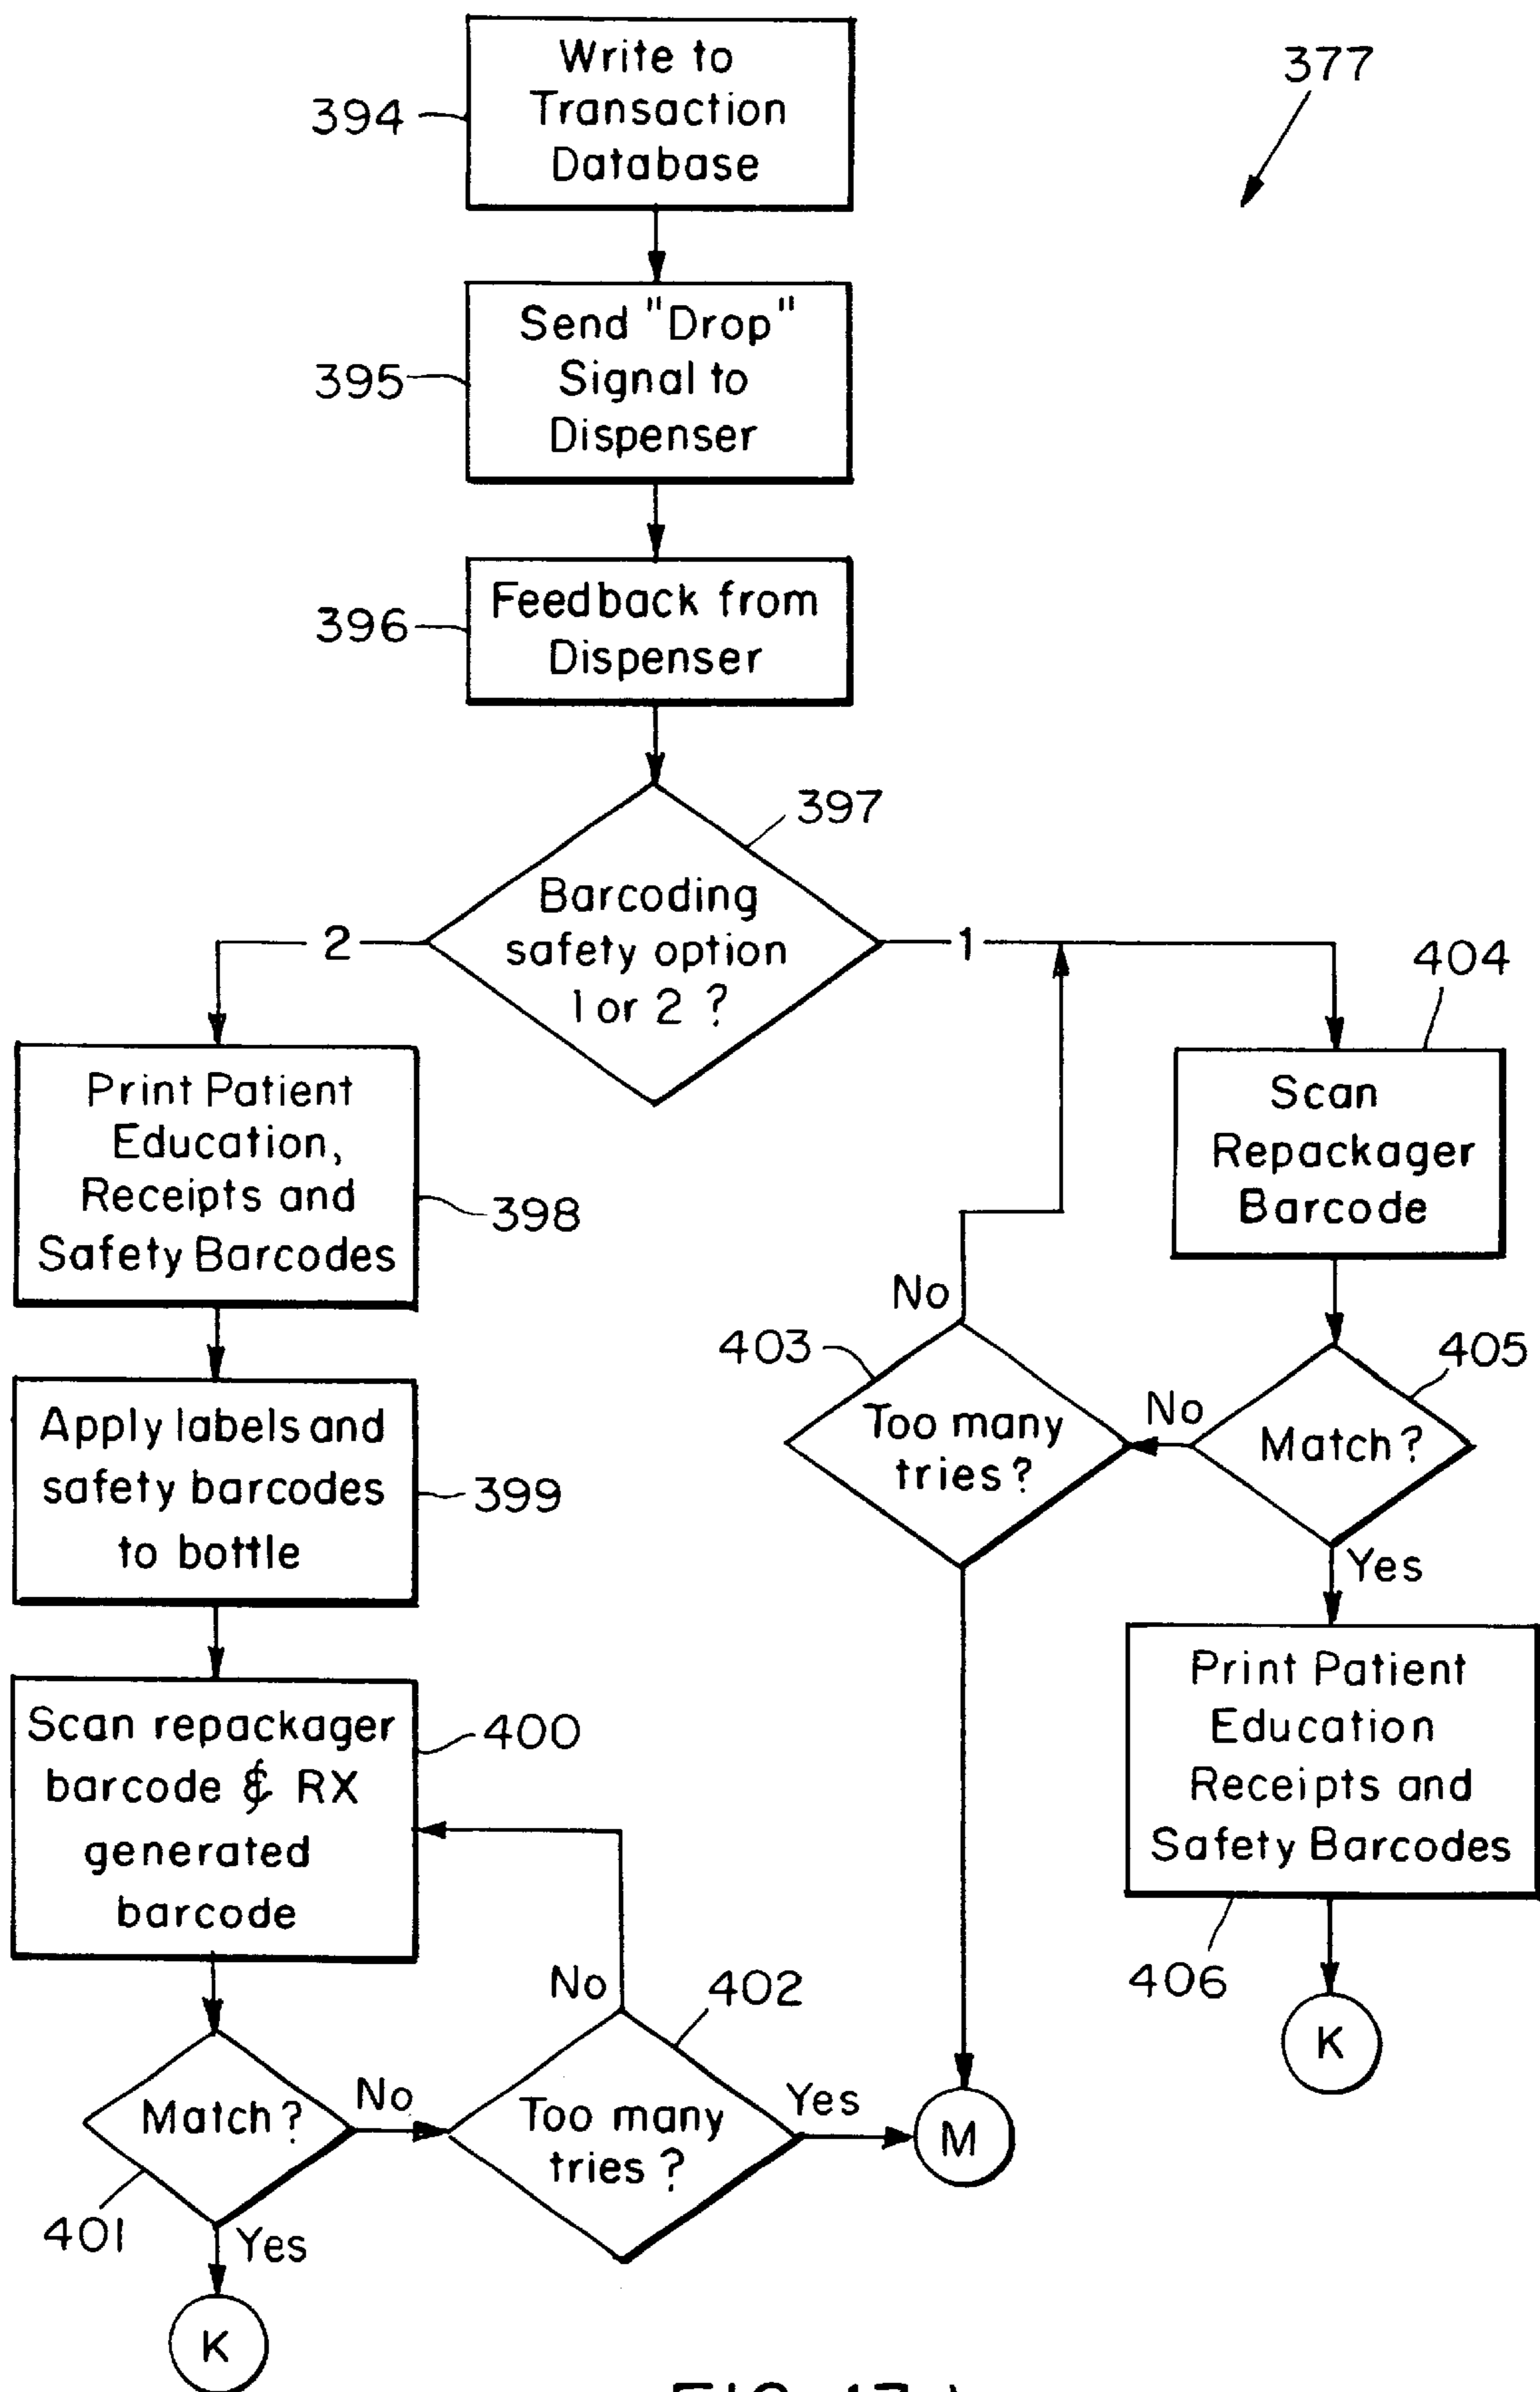 377
394
Write to
Transaction
Database
395
Send "Drop"
Signal to
Dispenser
396
Feedback from
Dispenser
397
Barcoding
safety option
1 or 2 ?
2
1
Print Patient
Education,
Receipts and
Safety Barcodes
398
Apply labels and
safety barcodes
to bottle
399
Scan repackager
barcode & RX
generated
barcode
400
Match?
401
No
Yes
K
Too many
tries?
402
No
Yes
M
404
Scan
Repackager
Barcode
405
Match?
No
Yes
403
Too many
tries?
No
Print Patient
Education
Receipts and
Safety Barcodes
406
K